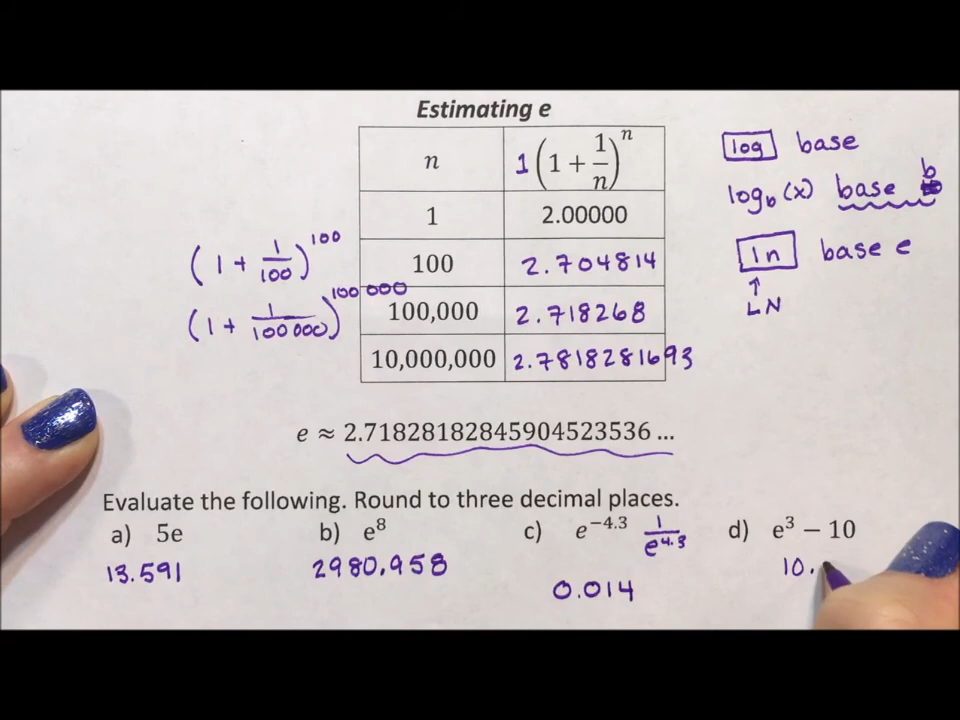 Estimating e
n 1(1 + 1/n)^n
1 2.00000
100 2.704814
100,000 2.718268
10,000,000 2.7818281693
(1 + 1/100)^100
(1 + 1/100000)^100 000
log base
log_b(x) base b
ln base e
↑
LN
e ≈ 2.71828182845904523536 ...
Evaluate the following. Round to three decimal places.
a) 5e b) e^8 c) e^−4.3 1/e^4.3 d) e^3 − 10
13.591 2980.958 0.014 10.